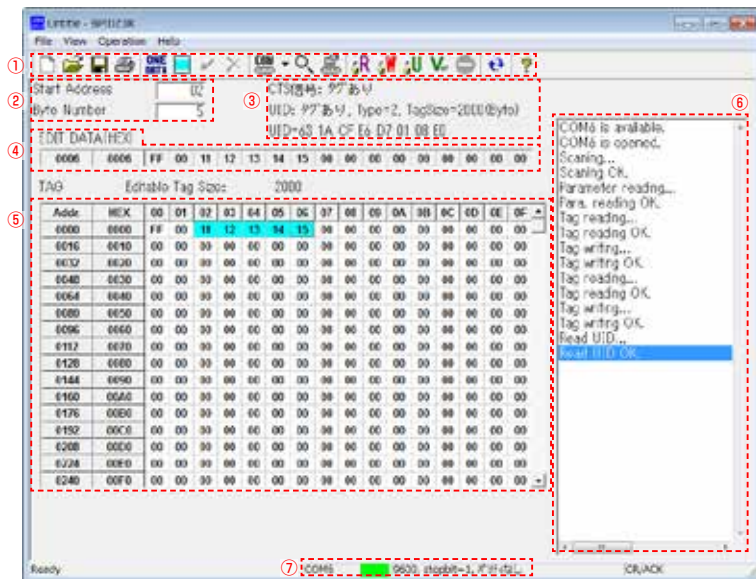 File View Operation Help
①
②
Start Address 02
Byte Number 5
③
CTS信号: タグあり
UID: タグあり, Type=2, TagSize=2000(Byte)
UID=63 1A CF E6 D7 01 08 E0
④
EDIT DATA(HEX)
0006 0006 FF 00 11 12 13 14 15 00 00 00 00 00 00 00 00 00
TAG Editable Tag Size: 2000
⑤
Addr. HEX 00 01 02 03 04 05 06 07 08 09 0A 0B 0C 0D 0E 0F
0000 0000 FF 00 11 12 13 14 15 00 00 00 00 00 00 00 00 00
0016 0010 00 00 00 00 00 00 00 00 00 00 00 00 00 00 00 00
0032 0020 00 00 00 00 00 00 00 00 00 00 00 00 00 00 00 00
0048 0030 00 00 00 00 00 00 00 00 00 00 00 00 00 00 00 00
0064 0040 00 00 00 00 00 00 00 00 00 00 00 00 00 00 00 00
0080 0050 00 00 00 00 00 00 00 00 00 00 00 00 00 00 00 00
0096 0060 00 00 00 00 00 00 00 00 00 00 00 00 00 00 00 00
0112 0070 00 00 00 00 00 00 00 00 00 00 00 00 00 00 00 00
0128 0080 00 00 00 00 00 00 00 00 00 00 00 00 00 00 00 00
0144 0090 00 00 00 00 00 00 00 00 00 00 00 00 00 00 00 00
0160 00A0 00 00 00 00 00 00 00 00 00 00 00 00 00 00 00 00
0176 00B0 00 00 00 00 00 00 00 00 00 00 00 00 00 00 00 00
0192 00C0 00 00 00 00 00 00 00 00 00 00 00 00 00 00 00 00
0208 00D0 00 00 00 00 00 00 00 00 00 00 00 00 00 00 00 00
0224 00E0 00 00 00 00 00 00 00 00 00 00 00 00 00 00 00 00
0240 00F0 00 00 00 00 00 00 00 00 00 00 00 00 00 00 00 00
⑥
COM6 is available.
COM6 is opened.
Scaning...
Scaning OK.
Parameter reading...
Para. reading OK.
Tag reading...
Tag reading OK.
Tag writing...
Tag writing OK.
Tag reading...
Tag reading OK.
Tag writing...
Tag writing OK.
Read UID...
Read UID OK.
⑦
Ready COM6 9600, stopbit=1, パリティなし CR/ACK